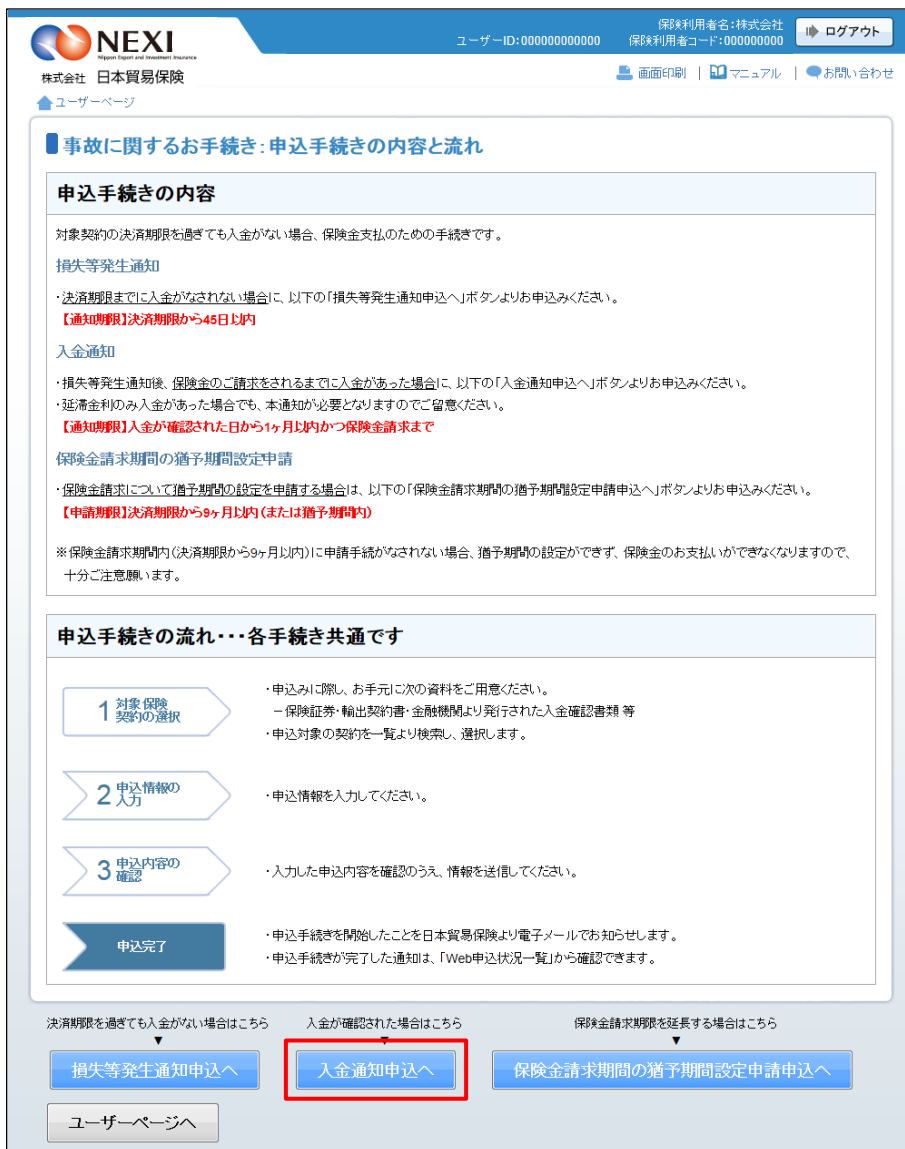 NEXI
Nippon Export and Investment Insurance
株式会社 日本貿易保険
ユーザーID:000000000000
保険利用者名:株式会社
保険利用者コード:000000000
ログアウト
画面印刷 | マニュアル | お問い合わせ
ユーザーページ
事故に関するお手続き:申込手続きの内容と流れ
申込手続きの内容
対象契約の決済期限を過ぎても入金がない場合、保険金支払のための手続きです。
損失等発生通知
・決済期限までに入金がなされない場合に、以下の「損失等発生通知申込へ」ボタンよりお申込みください。
【通知期限】決済期限から45日以内
入金通知
・損失等発生通知後、保険金のご請求をされるまでに入金があった場合に、以下の「入金通知申込へ」ボタンよりお申込みください。
・延滞金利のみ入金があった場合でも、本通知が必要となりますのでご留意ください。
【通知期限】入金が確認された日から1ヶ月以内かつ保険金請求まで
保険金請求期間の猶予期間設定申請
・保険金請求について猶予期間の設定を申請する場合は、以下の「保険金請求期間の猶予期間設定申請申込へ」ボタンよりお申込みください。
【申請期限】決済期限から9ヶ月以内(または猶予期間内)
※保険金請求期間内(決済期限から9ヶ月以内)に申請手続がなされない場合、猶予期間の設定ができず、保険金のお支払いができなくなりますので、
十分ご注意願います。
申込手続きの流れ・・・各手続き共通です
1 対象保険
契約の選択
・申込みに際し、お手元に次の資料をご用意ください。
－保険証券・輸出契約書・金融機関より発行された入金確認書類 等
・申込対象の契約を一覧より検索し、選択します。
2 申込情報の
入力
・申込情報を入力してください。
3 申込内容の
確認
・入力した申込内容を確認のうえ、情報を送信してください。
申込完了
・申込手続きを開始したことを日本貿易保険より電子メールでお知らせします。
・申込手続きが完了した通知は、「Web申込状況一覧」から確認できます。
決済期限を過ぎても入金がない場合はこちら
▼
損失等発生通知申込へ
入金が確認された場合はこちら
▼
入金通知申込へ
保険金請求期限を延長する場合はこちら
▼
保険金請求期間の猶予期間設定申請申込へ
ユーザーページへ